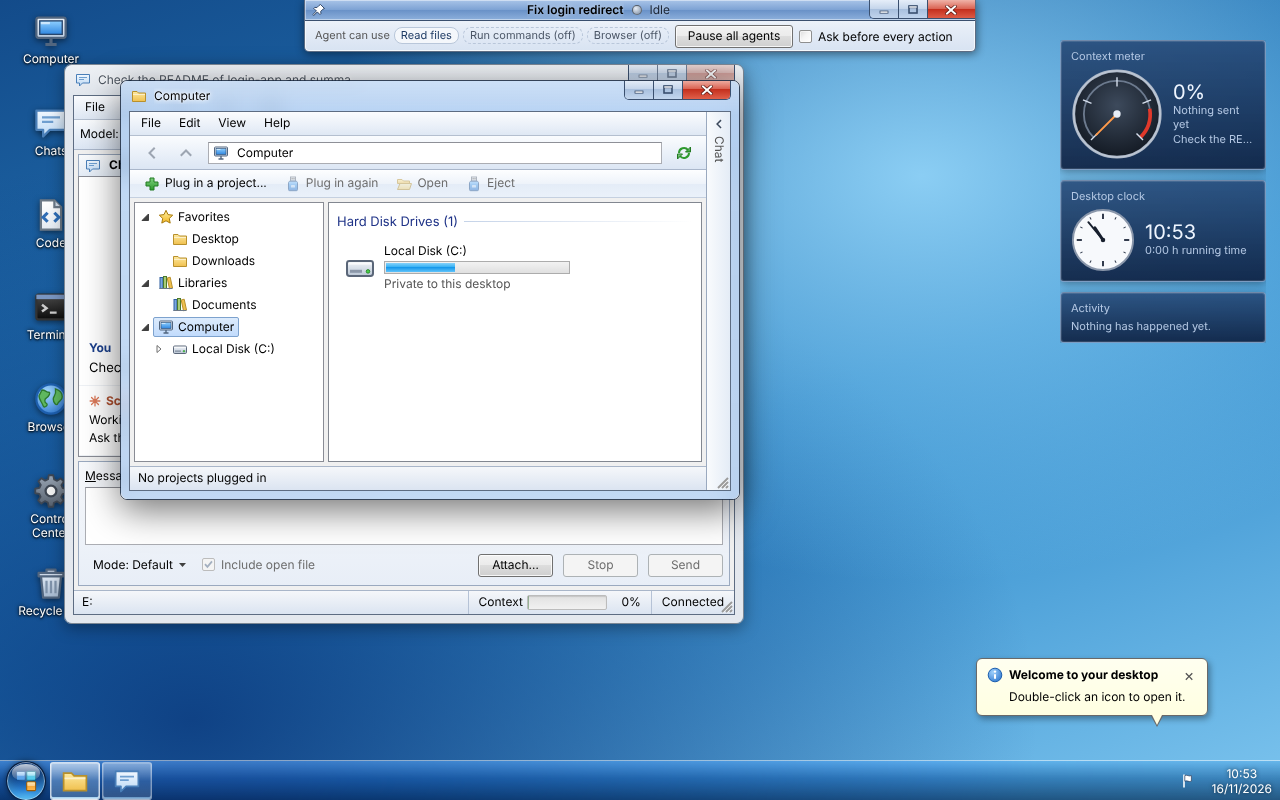 Fix login redirect
Idle
Agent can use
Read files
Run commands (off)
Browser (off)
Pause all agents
Ask before every action
Computer
Chats
Code
Control Center
Check the README of login-app and summa
File
Model:
You
Chec
Worki
Ask th
Messa
Mode: Default
Include open file
Attach...
Stop
Send
E:
Context
0%
Connected
Computer
File
Edit
View
Help
Computer
Chat
Plug in a project...
Plug in again
Open
Eject
Favorites
Desktop
Downloads
Libraries
Documents
Computer
Local Disk (C:)
Hard Disk Drives (1)
Local Disk (C:)
Private to this desktop
No projects plugged in
Context meter
0%
Nothing sent
yet
Check the RE...
Desktop clock
10:53
0:00 h running time
Activity
Nothing has happened yet.
Welcome to your desktop
Double-click an icon to open it.
10:53
16/11/2026